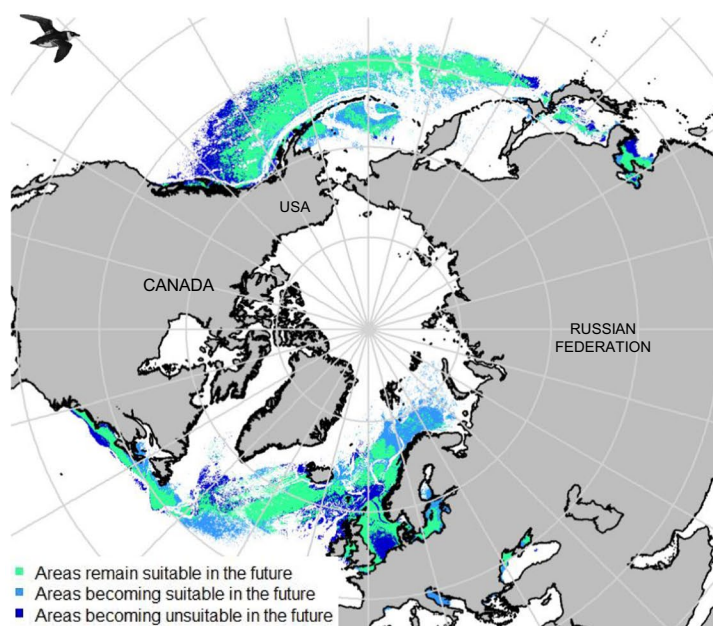 USA
CANADA
RUSSIAN
FEDERATION
Areas remain suitable in the future
Areas becoming suitable in the future
Areas becoming unsuitable in the future